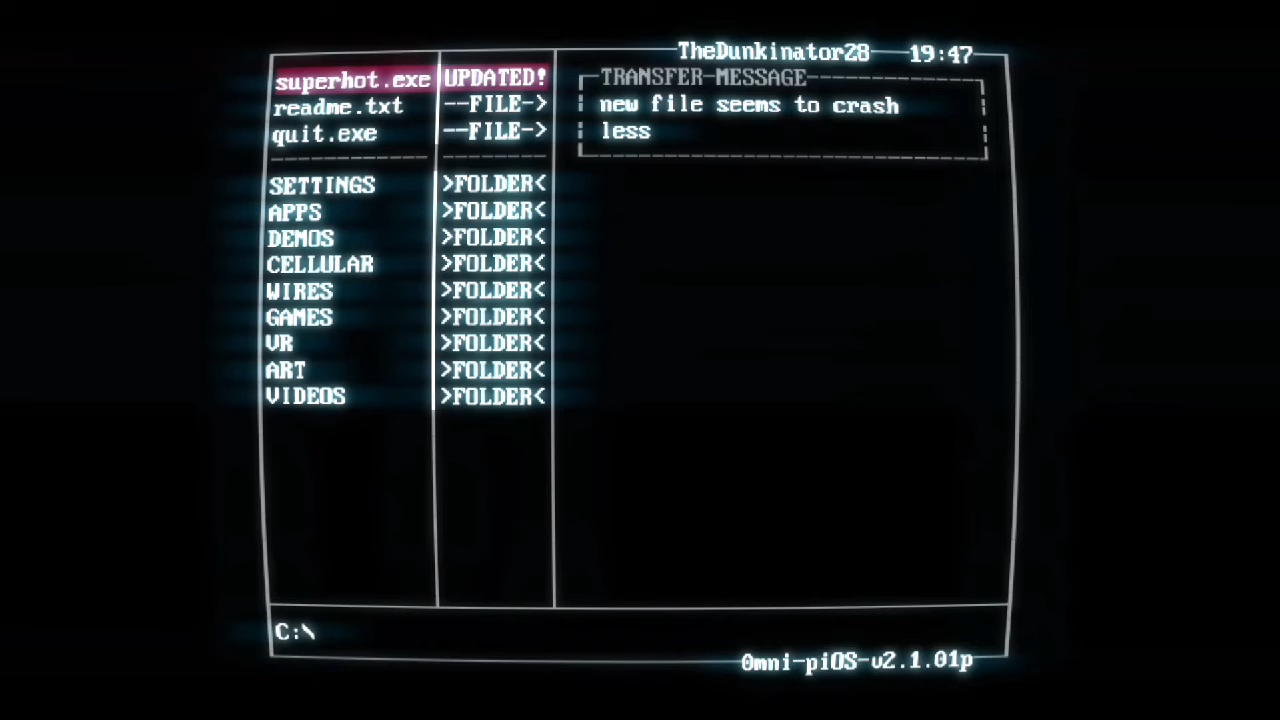 TheDunkinator28 19:47
superhot.exe UPDATED!
readme.txt --FILE->
quit.exe --FILE->
SETTINGS >FOLDER<
APPS >FOLDER<
DEMOS >FOLDER<
CELLULAR >FOLDER<
WIRES >FOLDER<
GAMES >FOLDER<
VR >FOLDER<
ART >FOLDER<
VIDEOS >FOLDER<
TRANSFER-MESSAGE
new file seems to crash
less
C:\
0mni-piOS-v2.1.01p